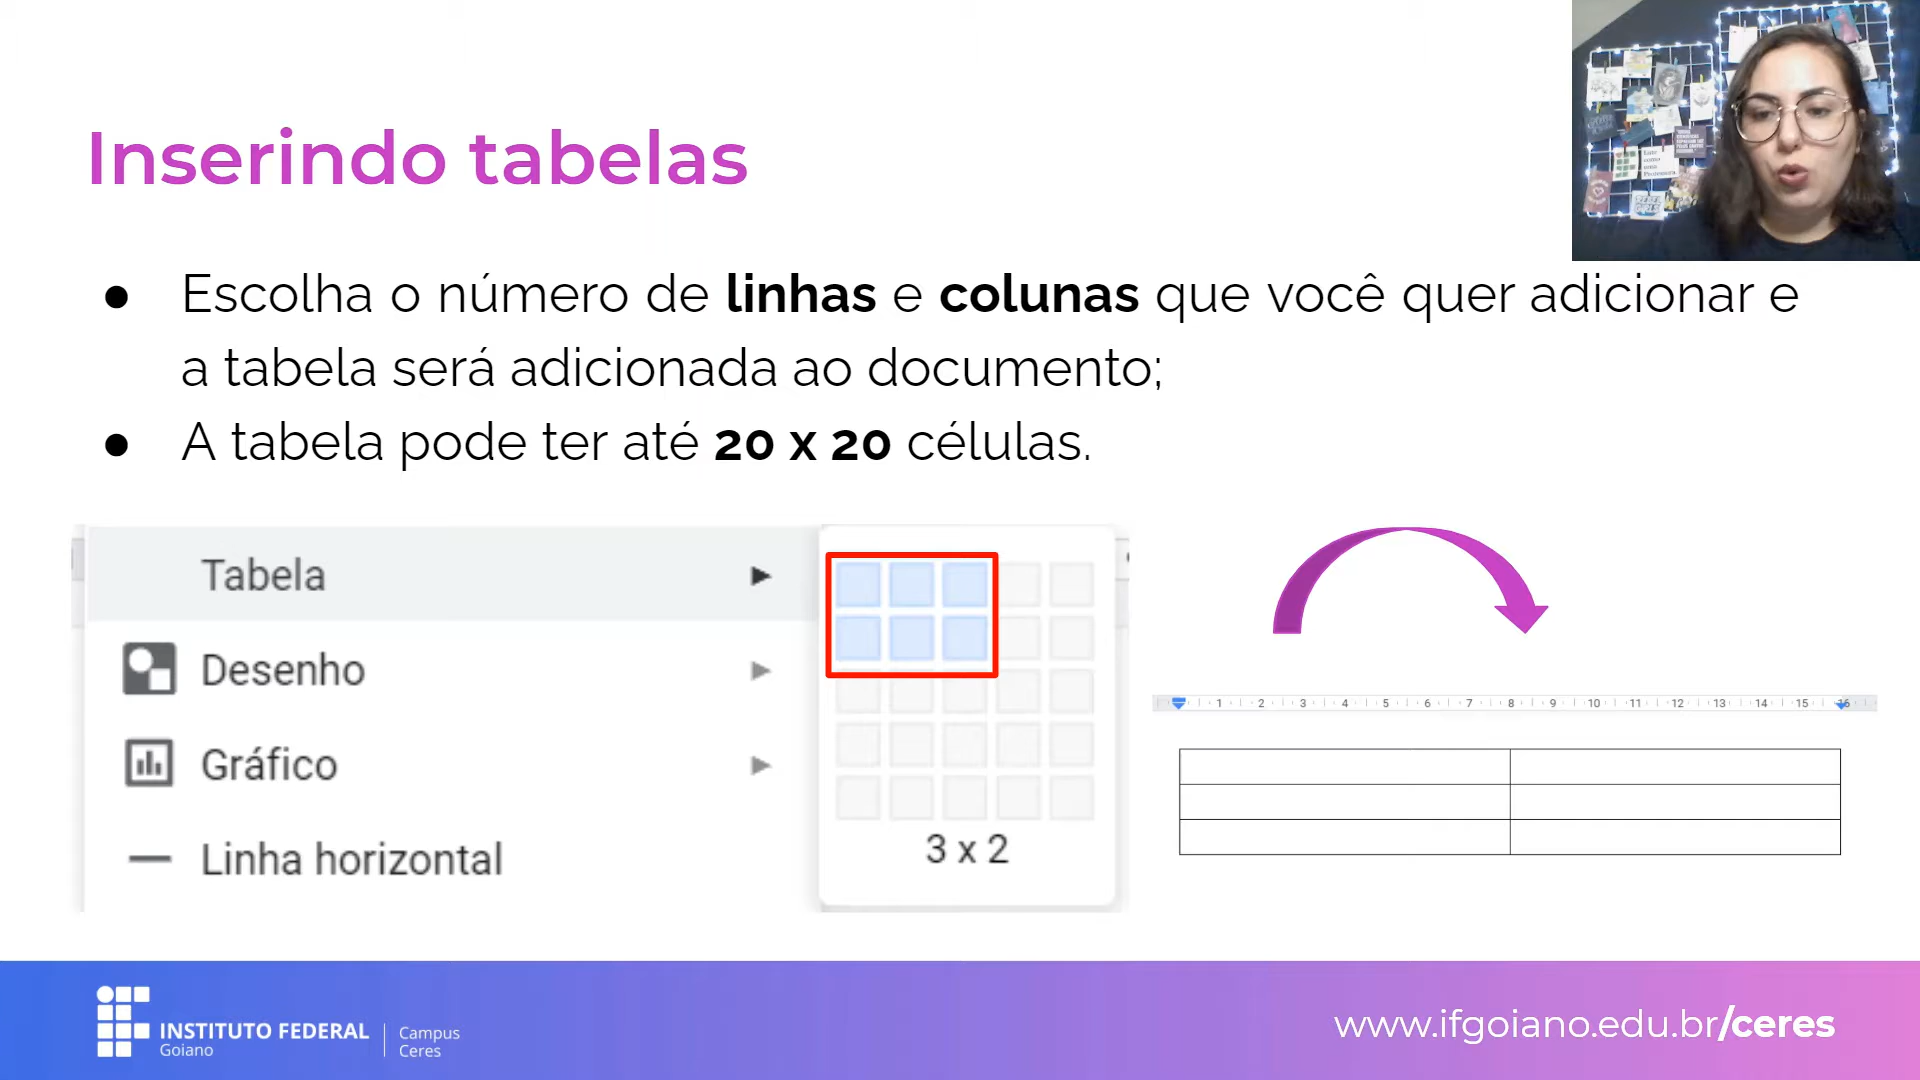 Inserindo tabelas
● Escolha o número de linhas e colunas que você quer adicionar e
a tabela será adicionada ao documento;
● A tabela pode ter até 20 x 20 células.
Tabela
Desenho
Gráfico
Linha horizontal
3 x 2
1 2 3 4 5 6 7 8 9 10 11 12 13 14 15 16
INSTITUTO FEDERAL
Goiano
Campus
Ceres
www.ifgoiano.edu.br/ceres